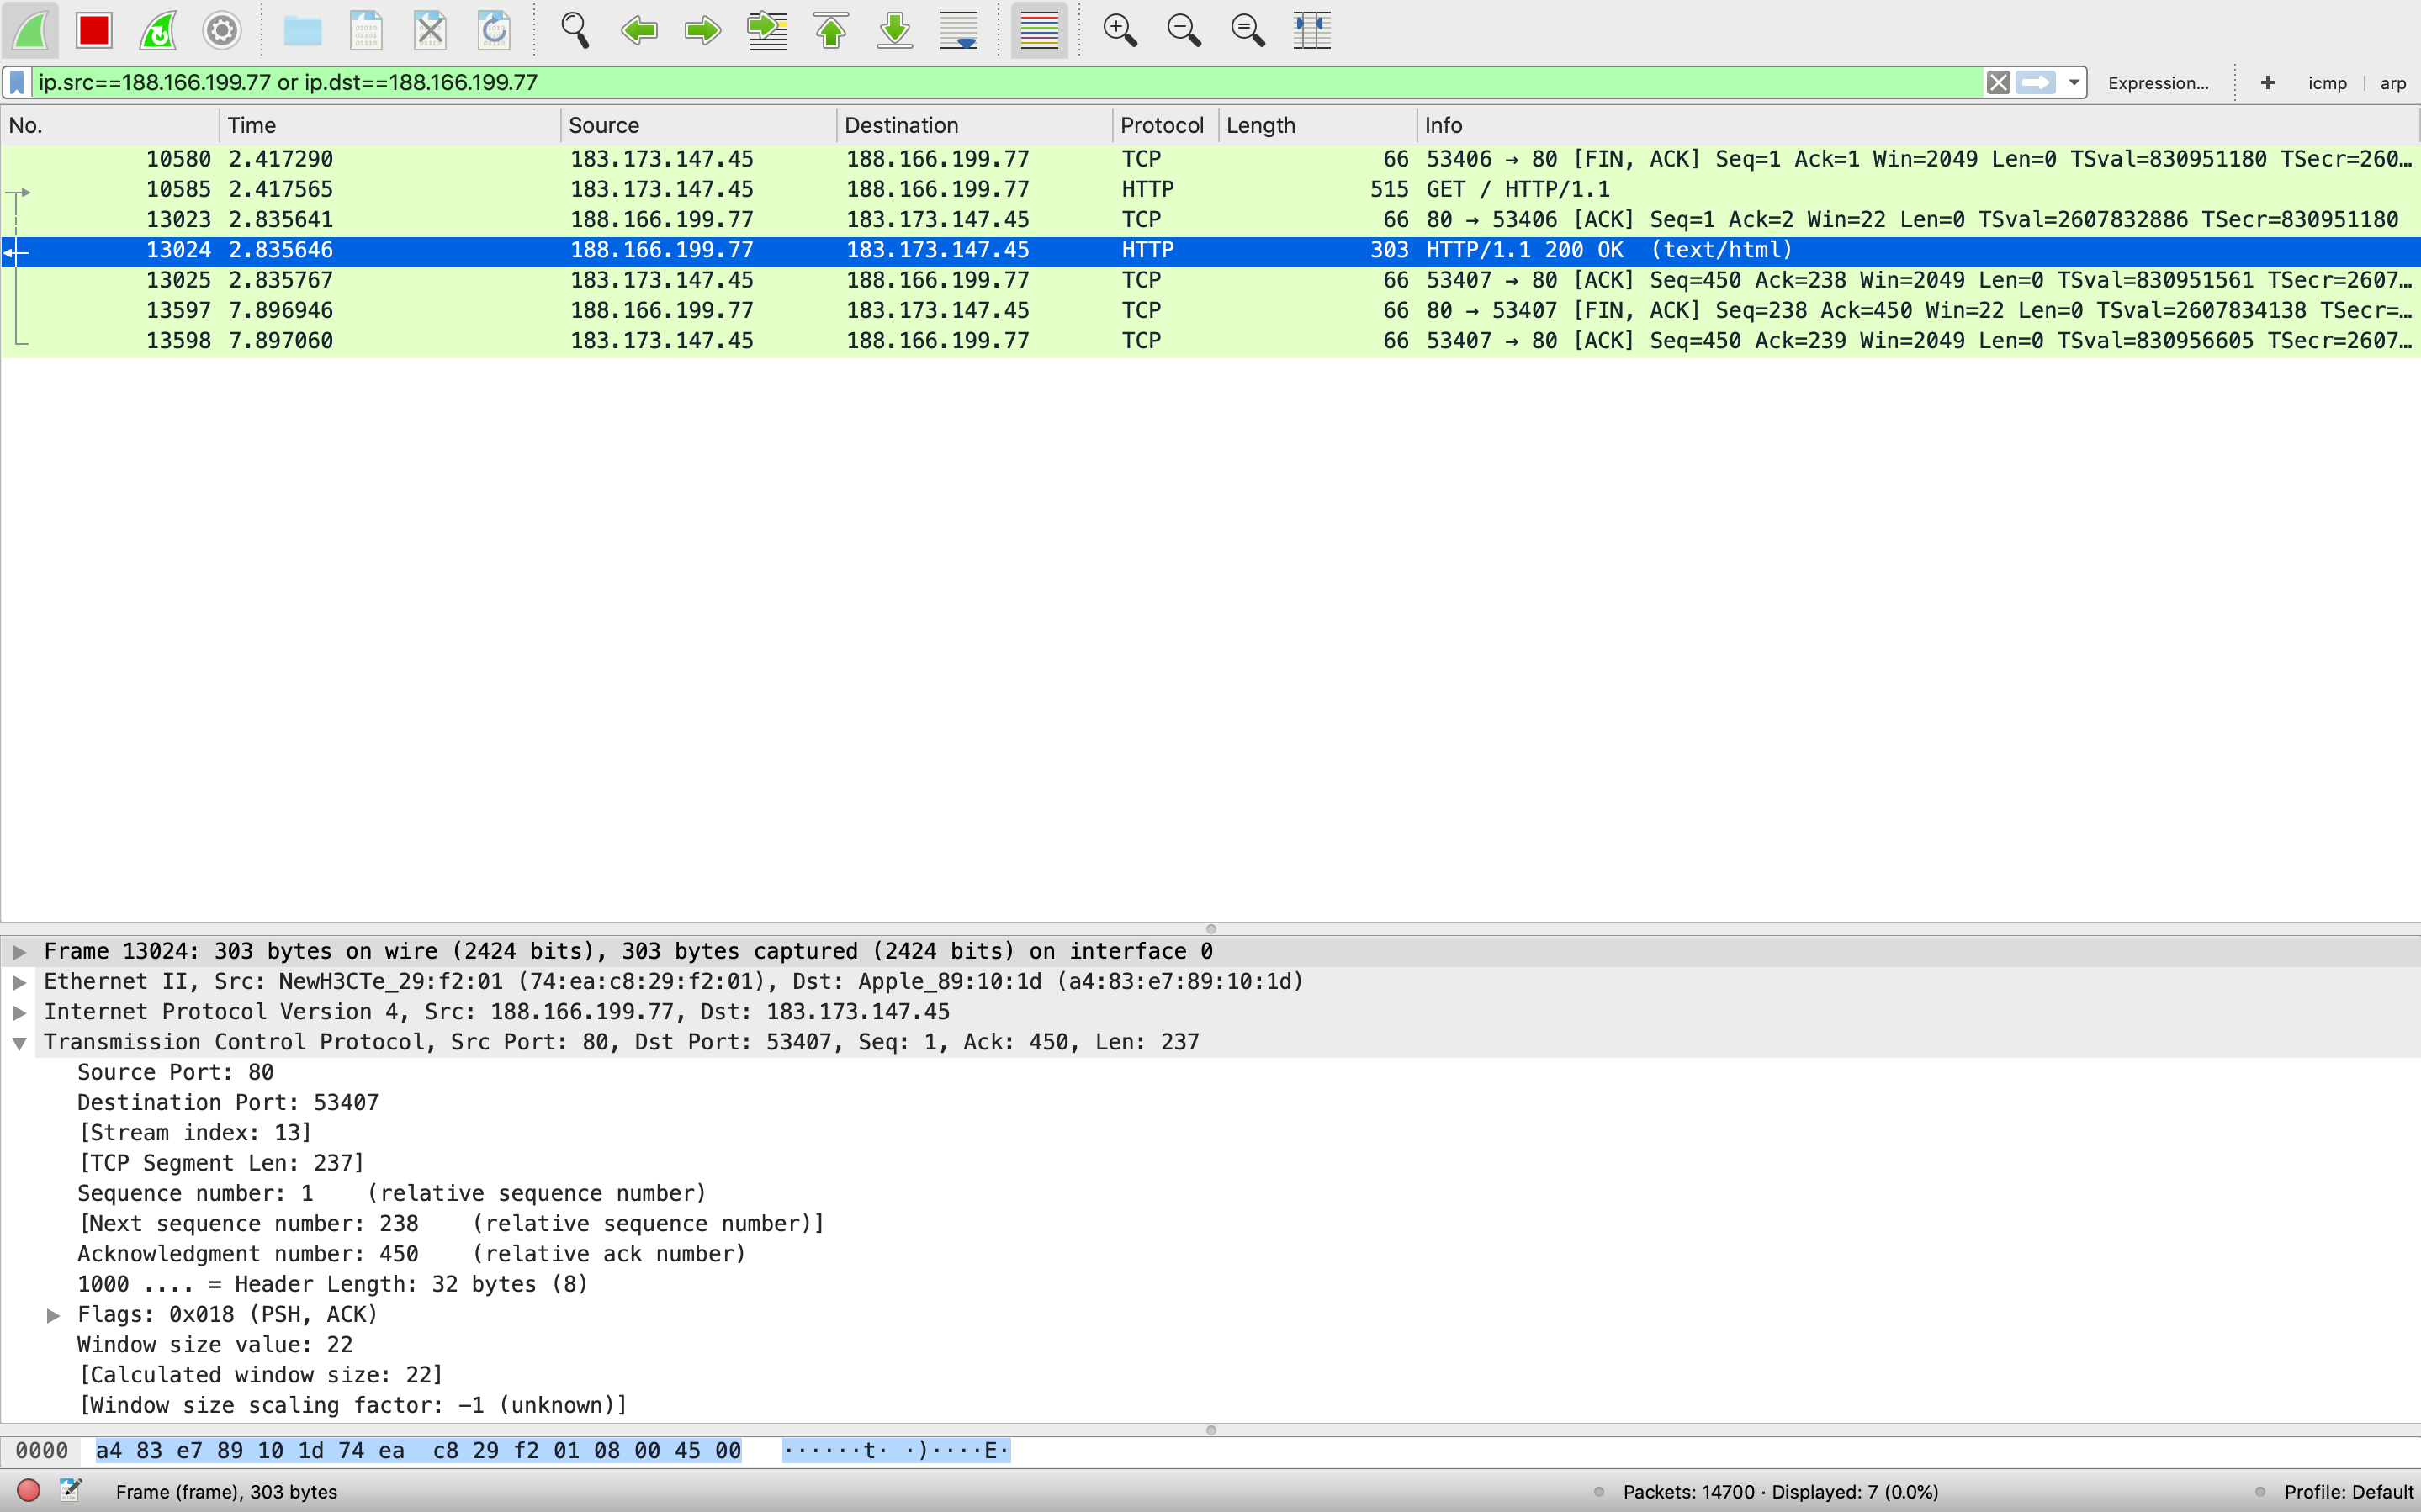 ip.src==188.166.199.77 or ip.dst==188.166.199.77 Expression... + icmp arp
No. Time Source Destination Protocol Length Info
10580 2.417290 183.173.147.45 188.166.199.77 TCP 66 53406 → 80 [FIN, ACK] Seq=1 Ack=1 Win=2049 Len=0 TSval=830951180 TSecr=260…
10585 2.417565 183.173.147.45 188.166.199.77 HTTP 515 GET / HTTP/1.1
13023 2.835641 188.166.199.77 183.173.147.45 TCP 66 80 → 53406 [ACK] Seq=1 Ack=2 Win=22 Len=0 TSval=2607832886 TSecr=830951180
13024 2.835646 188.166.199.77 183.173.147.45 HTTP 303 HTTP/1.1 200 OK  (text/html)
13025 2.835767 183.173.147.45 188.166.199.77 TCP 66 53407 → 80 [ACK] Seq=450 Ack=238 Win=2049 Len=0 TSval=830951561 TSecr=2607…
13597 7.896946 188.166.199.77 183.173.147.45 TCP 66 80 → 53407 [FIN, ACK] Seq=238 Ack=450 Win=22 Len=0 TSval=2607834138 TSecr=…
13598 7.897060 183.173.147.45 188.166.199.77 TCP 66 53407 → 80 [ACK] Seq=450 Ack=239 Win=2049 Len=0 TSval=830956605 TSecr=2607…
Frame 13024: 303 bytes on wire (2424 bits), 303 bytes captured (2424 bits) on interface 0
Ethernet II, Src: NewH3CTe_29:f2:01 (74:ea:c8:29:f2:01), Dst: Apple_89:10:1d (a4:83:e7:89:10:1d)
Internet Protocol Version 4, Src: 188.166.199.77, Dst: 183.173.147.45
Transmission Control Protocol, Src Port: 80, Dst Port: 53407, Seq: 1, Ack: 450, Len: 237
Source Port: 80
Destination Port: 53407
[Stream index: 13]
[TCP Segment Len: 237]
Sequence number: 1    (relative sequence number)
[Next sequence number: 238    (relative sequence number)]
Acknowledgment number: 450    (relative ack number)
1000 .... = Header Length: 32 bytes (8)
Flags: 0x018 (PSH, ACK)
Window size value: 22
[Calculated window size: 22]
[Window size scaling factor: -1 (unknown)]
0000 a4 83 e7 89 10 1d 74 ea  c8 29 f2 01 08 00 45 00 ······t· ·)····E·
Frame (frame), 303 bytes Packets: 14700 · Displayed: 7 (0.0%) Profile: Default